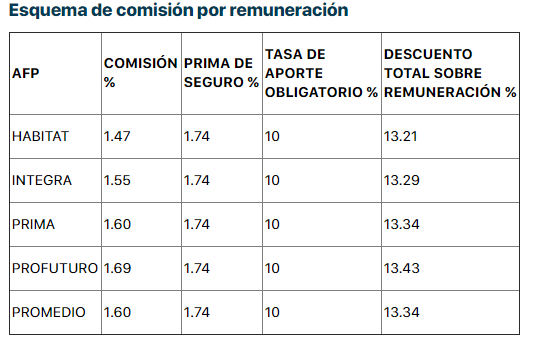 Esquema de comisión por remuneración
AFP COMISIÓN % PRIMA DE SEGURO % TASA DE APORTE OBLIGATORIO % DESCUENTO TOTAL SOBRE REMUNERACIÓN %
HABITAT 1.47 1.74 10 13.21
INTEGRA 1.55 1.74 10 13.29
PRIMA 1.60 1.74 10 13.34
PROFUTURO 1.69 1.74 10 13.43
PROMEDIO 1.60 1.74 10 13.34